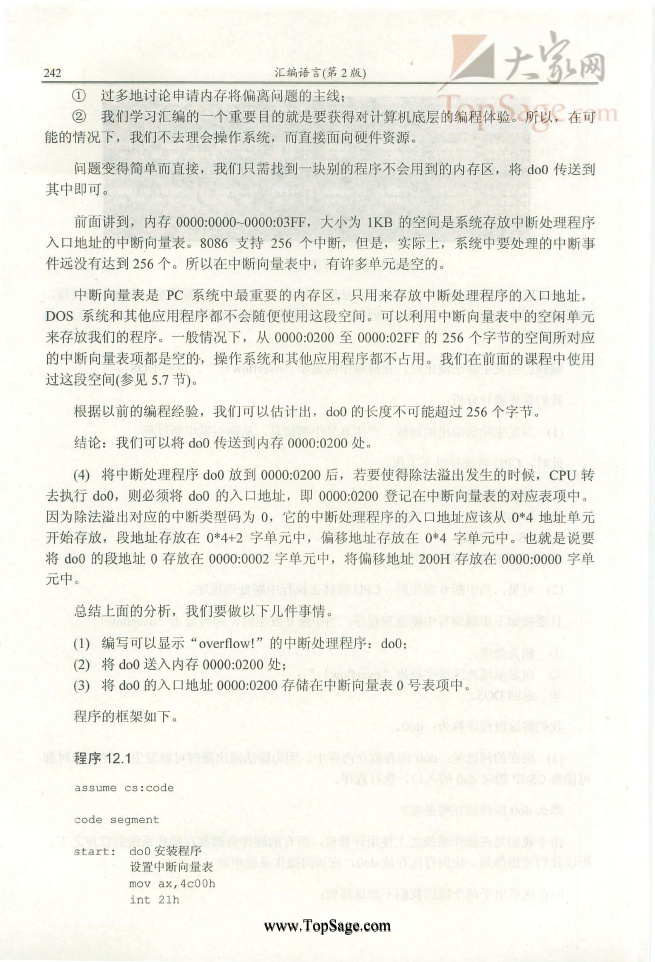 大家网
TopSage.com
242 汇编语言(第 2 版)
① 过多地讨论申请内存将偏离问题的主线；
② 我们学习汇编的一个重要目的就是要获得对计算机底层的编程体验。所以，在可
能的情况下，我们不去理会操作系统，而直接面向硬件资源。
问题变得简单而直接，我们只需找到一块别的程序不会用到的内存区，将 do0 传送到
其中即可。
前面讲到，内存 0000:0000~0000:03FF，大小为 1KB 的空间是系统存放中断处理程序
入口地址的中断向量表。8086 支持 256 个中断，但是，实际上，系统中要处理的中断事
件远没有达到 256 个。所以在中断向量表中，有许多单元是空的。
中断向量表是 PC 系统中最重要的内存区，只用来存放中断处理程序的入口地址，
DOS 系统和其他应用程序都不会随便使用这段空间。可以利用中断向量表中的空闲单元
来存放我们的程序。一般情况下，从 0000:0200 至 0000:02FF 的 256 个字节的空间所对应
的中断向量表项都是空的，操作系统和其他应用程序都不占用。我们在前面的课程中使用
过这段空间(参见 5.7 节)。
根据以前的编程经验，我们可以估计出，do0 的长度不可能超过 256 个字节。
结论：我们可以将 do0 传送到内存 0000:0200 处。
(4) 将中断处理程序 do0 放到 0000:0200 后，若要使得除法溢出发生的时候，CPU 转
去执行 do0，则必须将 do0 的入口地址，即 0000:0200 登记在中断向量表的对应表项中。
因为除法溢出对应的中断类型码为 0，它的中断处理程序的入口地址应该从 0*4 地址单元
开始存放，段地址存放在 0*4+2 字单元中，偏移地址存放在 0*4 字单元中。也就是说要
将 do0 的段地址 0 存放在 0000:0002 字单元中，将偏移地址 200H 存放在 0000:0000 字单
元中。
总结上面的分析，我们要做以下几件事情。
(1) 编写可以显示“overflow!”的中断处理程序：do0；
(2) 将 do0 送入内存 0000:0200 处；
(3) 将 do0 的入口地址 0000:0200 存储在中断向量表 0 号表项中。
程序的框架如下。
程序 12.1
assume cs:code
code segment
start: do0 安装程序
设置中断向量表
mov ax,4c00h
int 21h
www.TopSage.com